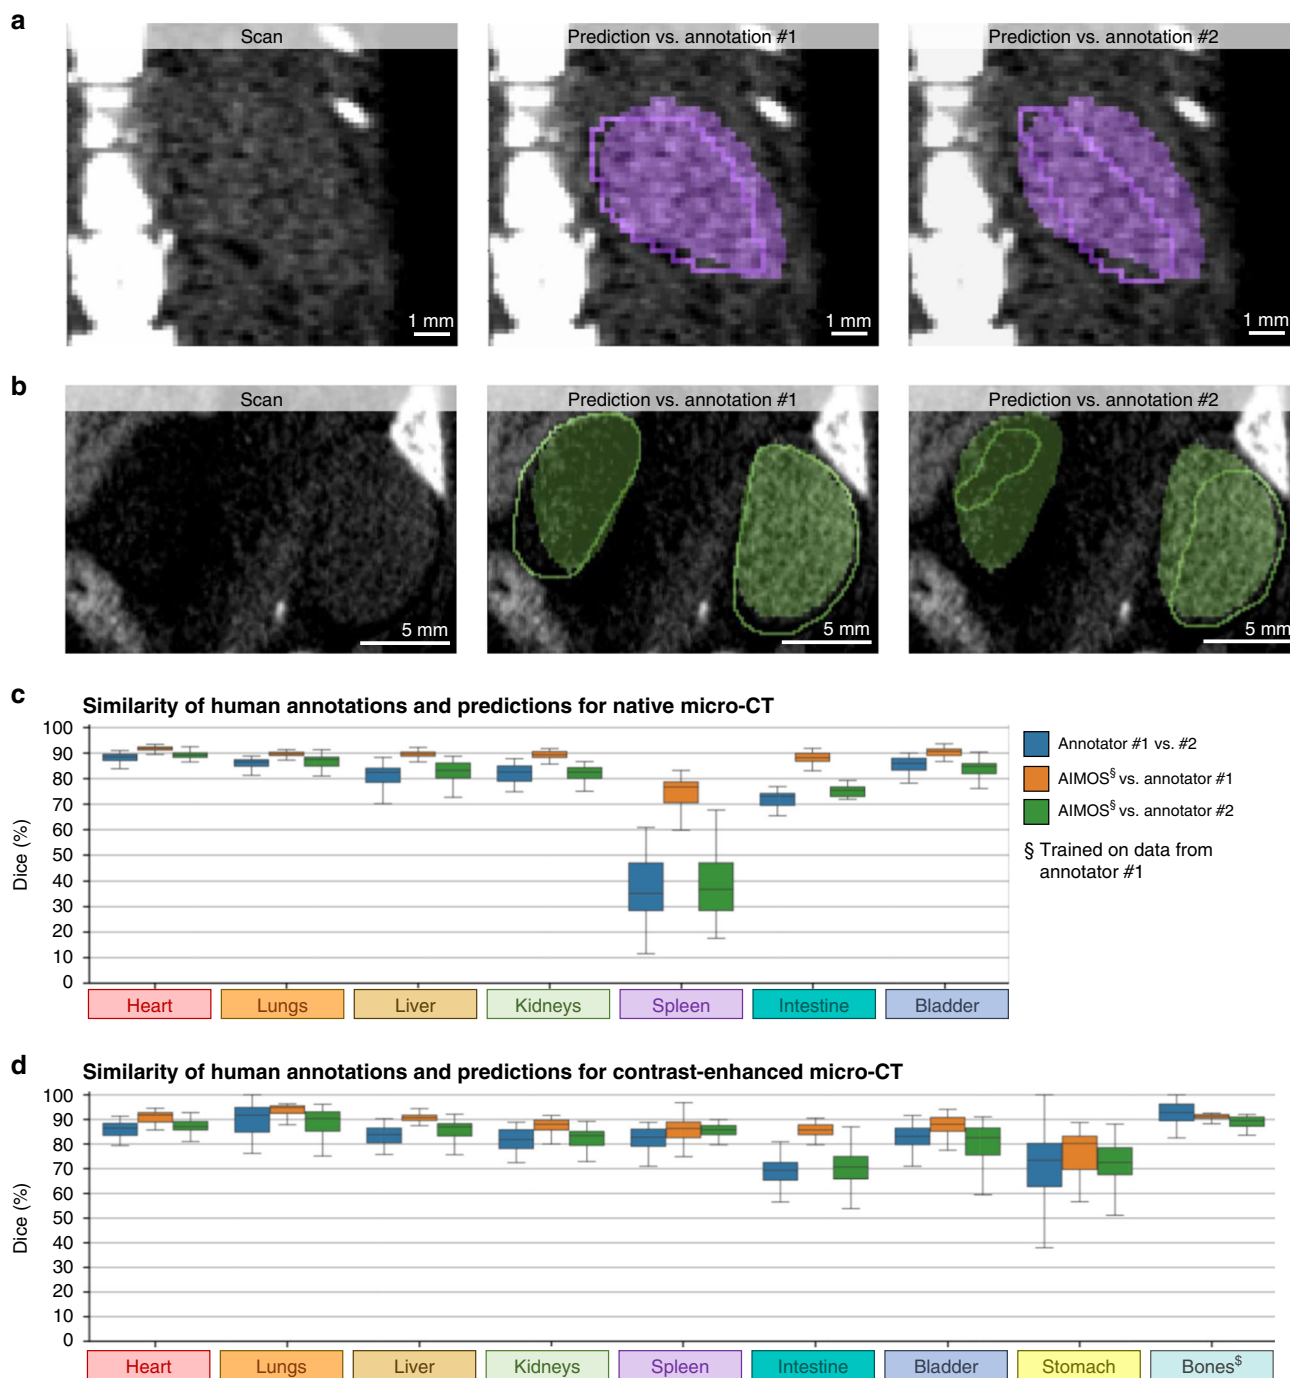 a
Scan
Prediction vs. annotation #1
Prediction vs. annotation #2
1 mm
1 mm
1 mm
b
Scan
Prediction vs. annotation #1
Prediction vs. annotation #2
5 mm
5 mm
5 mm
c
Similarity of human annotations and predictions for native micro-CT
Dice (%)
100
90
80
70
60
50
40
30
20
10
0
Heart
Lungs
Liver
Kidneys
Spleen
Intestine
Bladder
Annotator #1 vs. #2
AIMOS§ vs. annotator #1
AIMOS§ vs. annotator #2
§ Trained on data from
annotator #1
d
Similarity of human annotations and predictions for contrast-enhanced micro-CT
Dice (%)
100
90
80
70
60
50
40
30
20
10
0
Heart
Lungs
Liver
Kidneys
Spleen
Intestine
Bladder
Stomach
Bones$